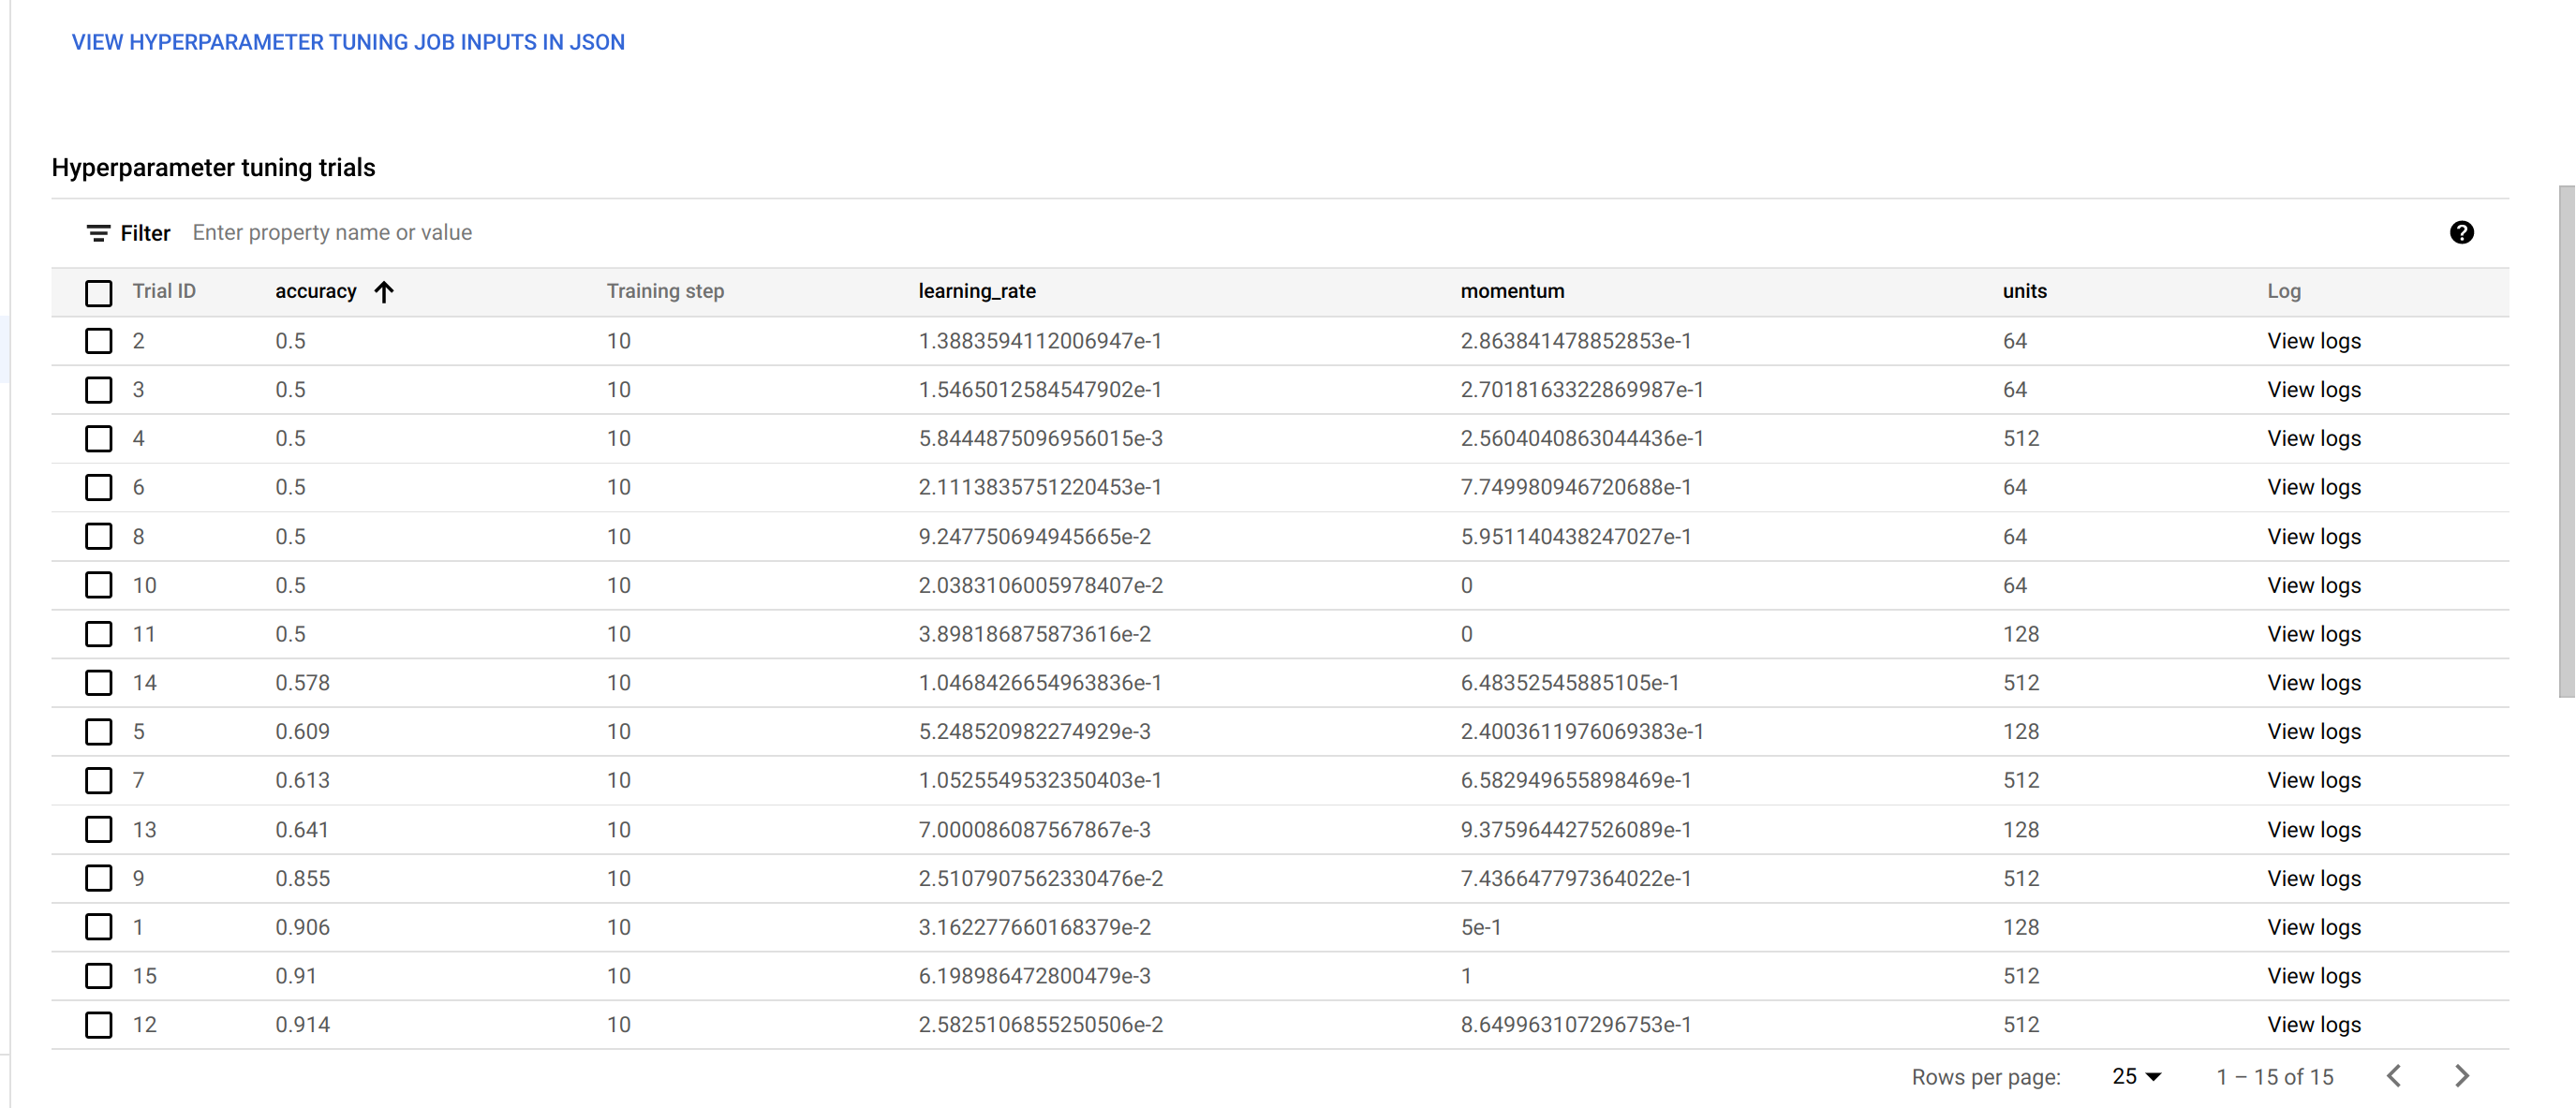 VIEW HYPERPARAMETER TUNING JOB INPUTS IN JSON
Hyperparameter tuning trials
Filter Enter property name or value
Trial ID accuracy Training step learning_rate momentum units Log
2 0.5 10 1.3883594112006947e-1 2.863841478852853e-1 64 View logs
3 0.5 10 1.5465012584547902e-1 2.7018163322869987e-1 64 View logs
4 0.5 10 5.8444875096956015e-3 2.5604040863044436e-1 512 View logs
6 0.5 10 2.1113835751220453e-1 7.749980946720688e-1 64 View logs
8 0.5 10 9.247750694945665e-2 5.951140438247027e-1 64 View logs
10 0.5 10 2.0383106005978407e-2 0 64 View logs
11 0.5 10 3.898186875873616e-2 0 128 View logs
14 0.578 10 1.0468426654963836e-1 6.48352545885105e-1 512 View logs
5 0.609 10 5.248520982274929e-3 2.4003611976069383e-1 128 View logs
7 0.613 10 1.0525549532350403e-1 6.582949655898469e-1 512 View logs
13 0.641 10 7.000086087567867e-3 9.375964427526089e-1 128 View logs
9 0.855 10 2.5107907562330476e-2 7.436647797364022e-1 512 View logs
1 0.906 10 3.162277660168379e-2 5e-1 128 View logs
15 0.91 10 6.198986472800479e-3 1 512 View logs
12 0.914 10 2.5825106855250506e-2 8.649963107296753e-1 512 View logs
Rows per page: 25 1 – 15 of 15